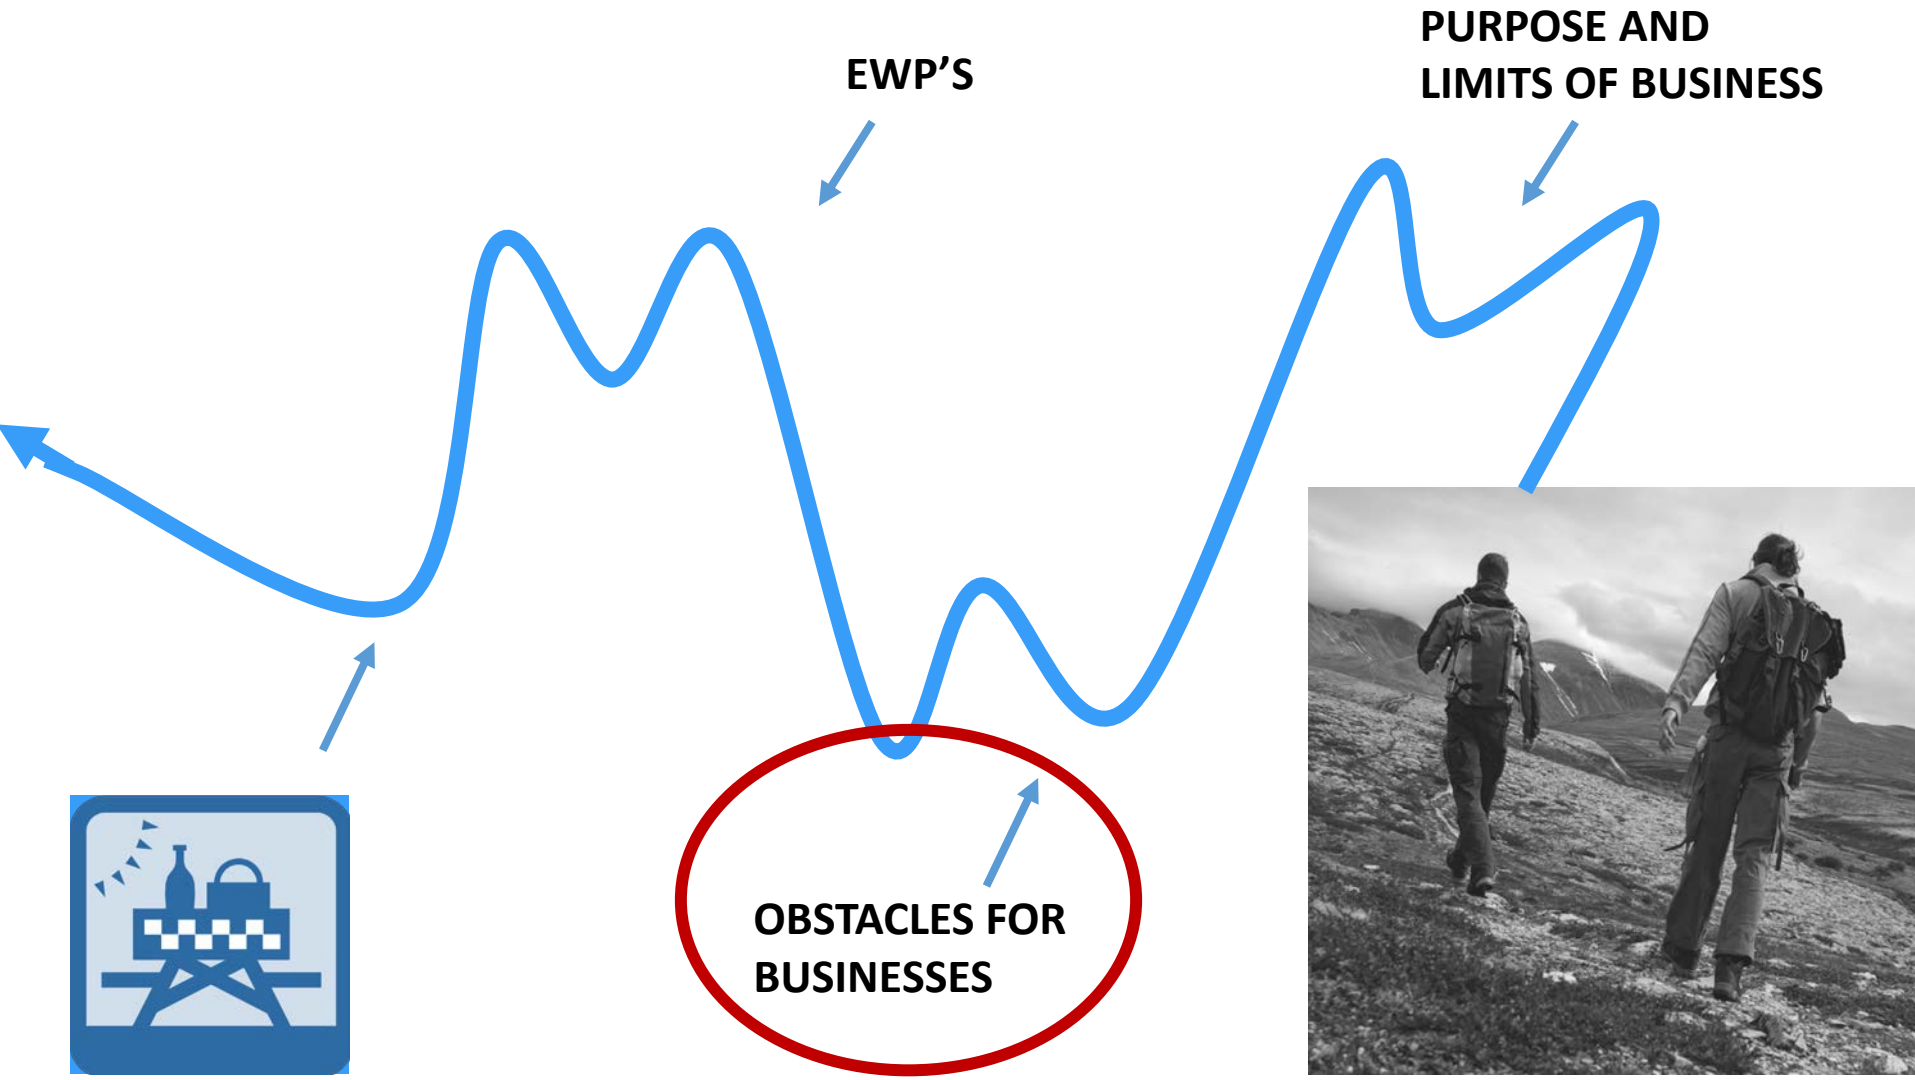 PURPOSE AND
LIMITS OF BUSINESS
EWP’S
OBSTACLES FOR
BUSINESSES